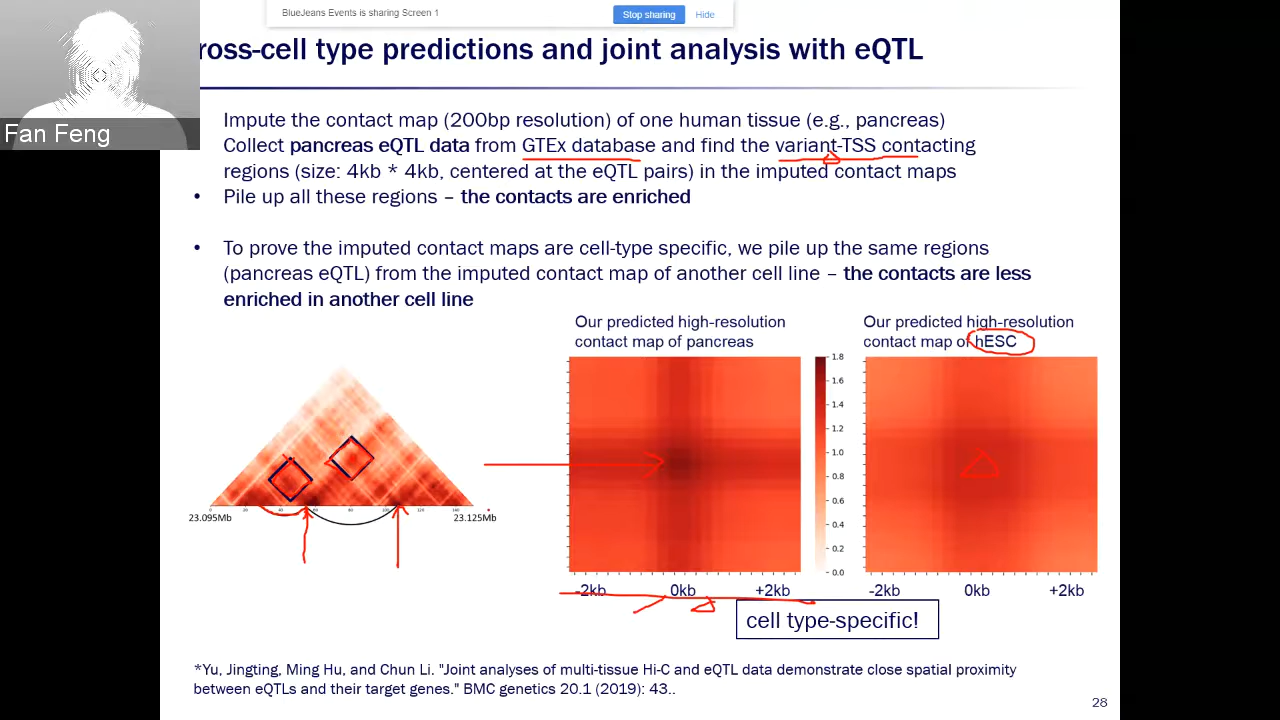 BlueJeans Events is sharing Screen 1
Stop sharing
Hide
ross-cell type predictions and joint analysis with eQTL
Fan Feng
Impute the contact map (200bp resolution) of one human tissue (e.g., pancreas)
Collect pancreas eQTL data from GTEx database and find the variant-TSS contacting
regions (size: 4kb * 4kb, centered at the eQTL pairs) in the imputed contact maps
• Pile up all these regions – the contacts are enriched
• To prove the imputed contact maps are cell-type specific, we pile up the same regions
(pancreas eQTL) from the imputed contact map of another cell line – the contacts are less
enriched in another cell line
Our predicted high-resolution
contact map of pancreas
Our predicted high-resolution
contact map of hESC
1.8
1.6
1.4
1.2
1.0
0.8
0.6
0.4
0.2
0.0
0 20 40 60 80 100 120 140
23.095Mb 23.125Mb
-2kb 0kb +2kb
-2kb 0kb +2kb
cell type-specific!
*Yu, Jingting, Ming Hu, and Chun Li. "Joint analyses of multi-tissue Hi-C and eQTL data demonstrate close spatial proximity
between eQTLs and their target genes." BMC genetics 20.1 (2019): 43..
28